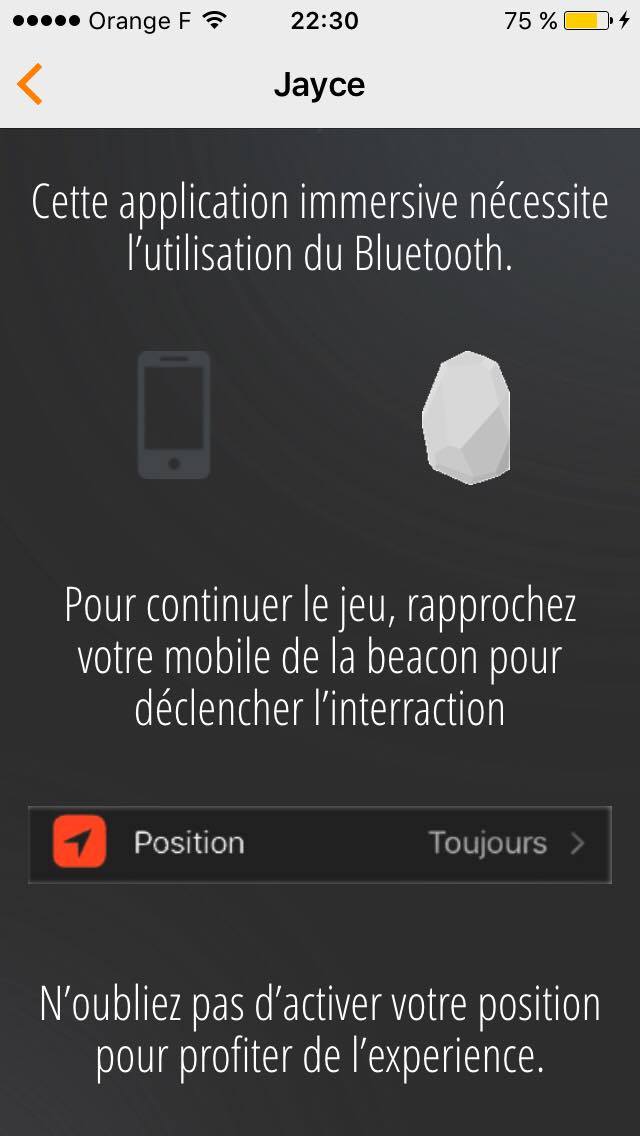 Orange F 22:30 75 %
Jayce
Cette application immersive nécessite
l’utilisation du Bluetooth.
Pour continuer le jeu, rapprochez
votre mobile de la beacon pour
déclencher l’interraction
Position Toujours
N’oubliez pas d’activer votre position
pour profiter de l’experience.